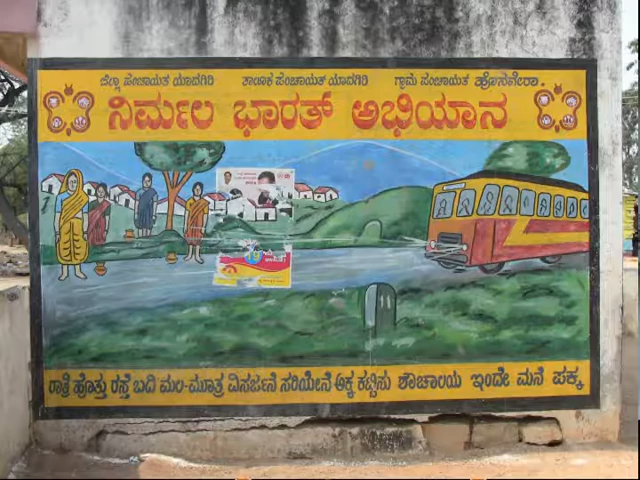 ಜಿಲ್ಲಾ ಪಂಚಾಯತ ಯಾದಗಿರಿ ತಾಲೂಕ ಪಂಚಾಯತ್ ಯಾದಗಿರಿ ಗ್ರಾಮ ಪಂಚಾಯತ ಹೊನಗೇರಾ
ನಿರ್ಮಲ ಭಾರತ್ ಅಭಿಯಾನ
ರಾತ್ರಿ ಹೊತ್ತು ರಸ್ತೆ ಬದಿ ಮಲ-ಮೂತ್ರ ವಿಸರ್ಜನೆ ಸರಿಯೇನೆ ಅಕ್ಕ ಕಟ್ಟಿಸು ಶೌಚಾಲಯ ಇಂದೇ ಮನೆ ಪಕ್ಕ